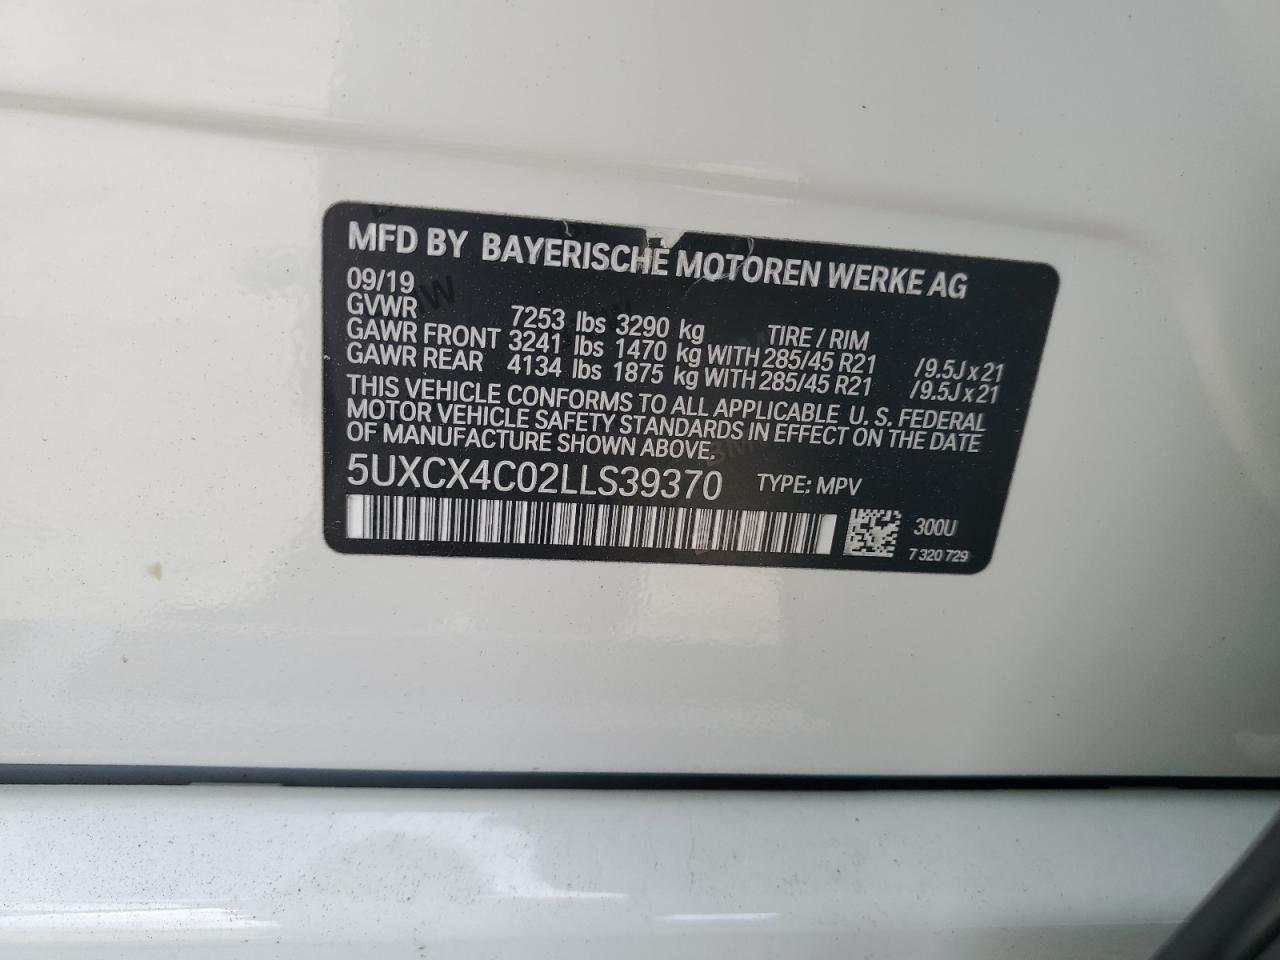 MFD BY BAYERISCHE MOTOREN WERKE AG
09/19
GVWR 7253 lbs 3290 kg TIRE / RIM
GAWR FRONT 3241 lbs 1470 kg WITH 285/45 R21 /9.5J x 21
GAWR REAR 4134 lbs 1875 kg WITH 285/45 R21 /9.5J x 21
THIS VEHICLE CONFORMS TO ALL APPLICABLE U. S. FEDERAL
MOTOR VEHICLE SAFETY STANDARDS IN EFFECT ON THE DATE
OF MANUFACTURE SHOWN ABOVE.
5UXCX4C02LLS39370 TYPE: MPV
300U
7 320 729